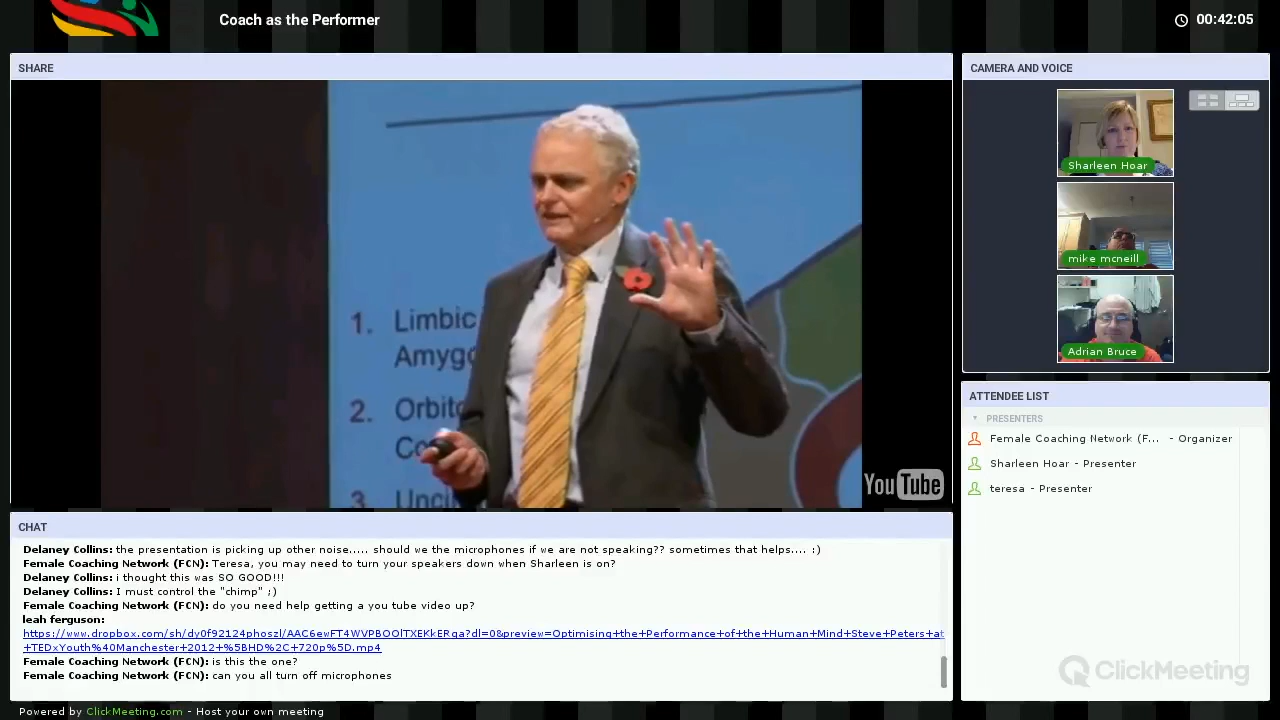 Coach as the Performer
00:42:05
SHARE
CAMERA AND VOICE
Sharleen Hoar
mike mcneill
Adrian Bruce
1. Limbic
Amygd
2. Orbito
Co
3. Unci
You Tube
ATTENDEE LIST
PRESENTERS
Female Coaching Network (F... - Organizer
Sharleen Hoar - Presenter
teresa - Presenter
CHAT
Delaney Collins: the presentation is picking up other noise..... should we the microphones if we are not speaking?? sometimes that helps.... :)
Female Coaching Network (FCN): Teresa, you may need to turn your speakers down when Sharleen is on?
Delaney Collins: i thought this was SO GOOD!!!
Delaney Collins: I must control the "chimp" ;)
Female Coaching Network (FCN): do you need help getting a you tube video up?
leah ferguson:
https://www.dropbox.com/sh/dy0f92124phoszl/AAC6ewFT4WVPBOOlTXEKkERqa?dl=0&preview=Optimising+the+Performance+of+the+Human+Mind+Steve+Peters+at
+TEDxYouth%40Manchester+2012+%5BHD%2C+720p%5D.mp4
Female Coaching Network (FCN): is this the one?
Female Coaching Network (FCN): can you all turn off microphones
ClickMeeting
Powered by ClickMeeting.com - Host your own meeting